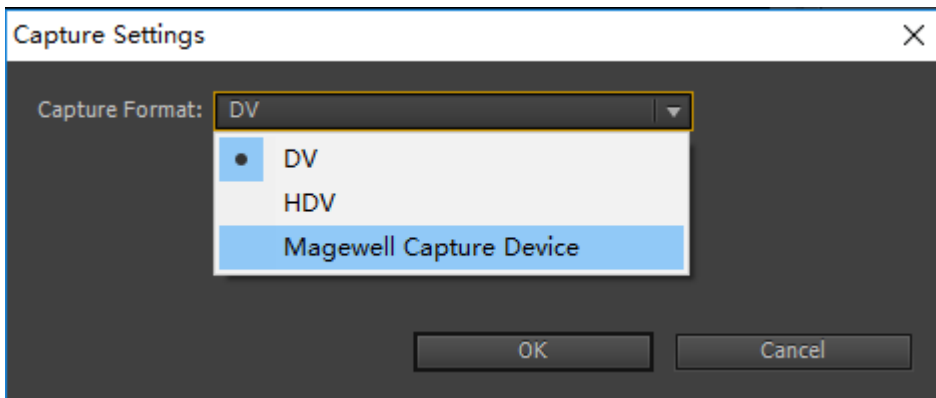 Capture Settings
Capture Format: DV
DV
HDV
Magewell Capture Device
OK Cancel